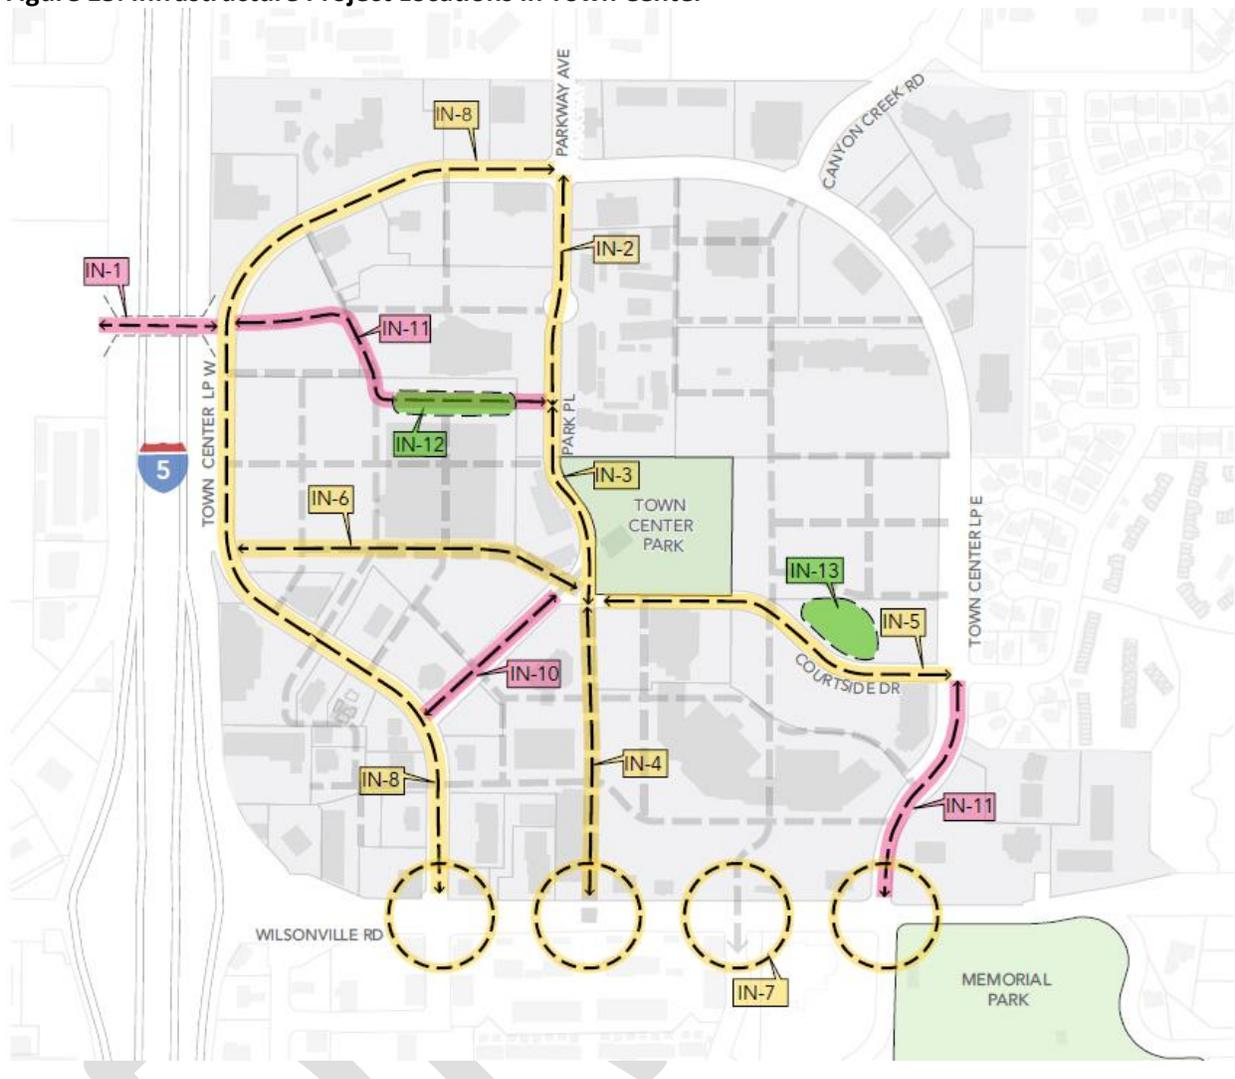 Figure 15: Infrastructure Project Locations in Town Center
PARKWAY AVE
CANYON CREEK RD
IN-8
IN-2
IN-1
IN-11
TOWN CENTER LP W
PARK PL
IN-12
5
IN-3
IN-6
TOWN
CENTER
PARK
TOWN CENTER LP E
IN-13
IN-5
IN-10
COURTSIDE DR
IN-4
IN-8
IN-11
WILSONVILLE RD
IN-7
MEMORIAL
PARK